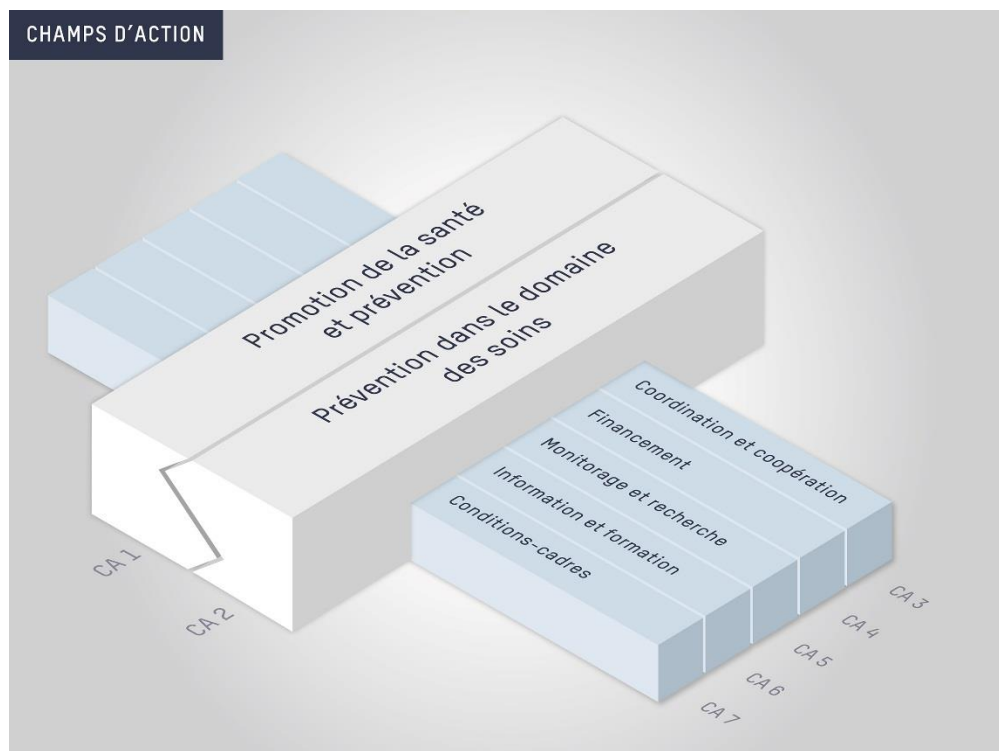 CHAMPS D'ACTION
Promotion de la santé
et prévention
Prévention dans le domaine
des soins
Coordination et coopération
Financement
Monitorage et recherche
Information et formation
Conditions-cadres
CA 1
CA 2
CA 3
CA 4
CA 5
CA 6
CA 7